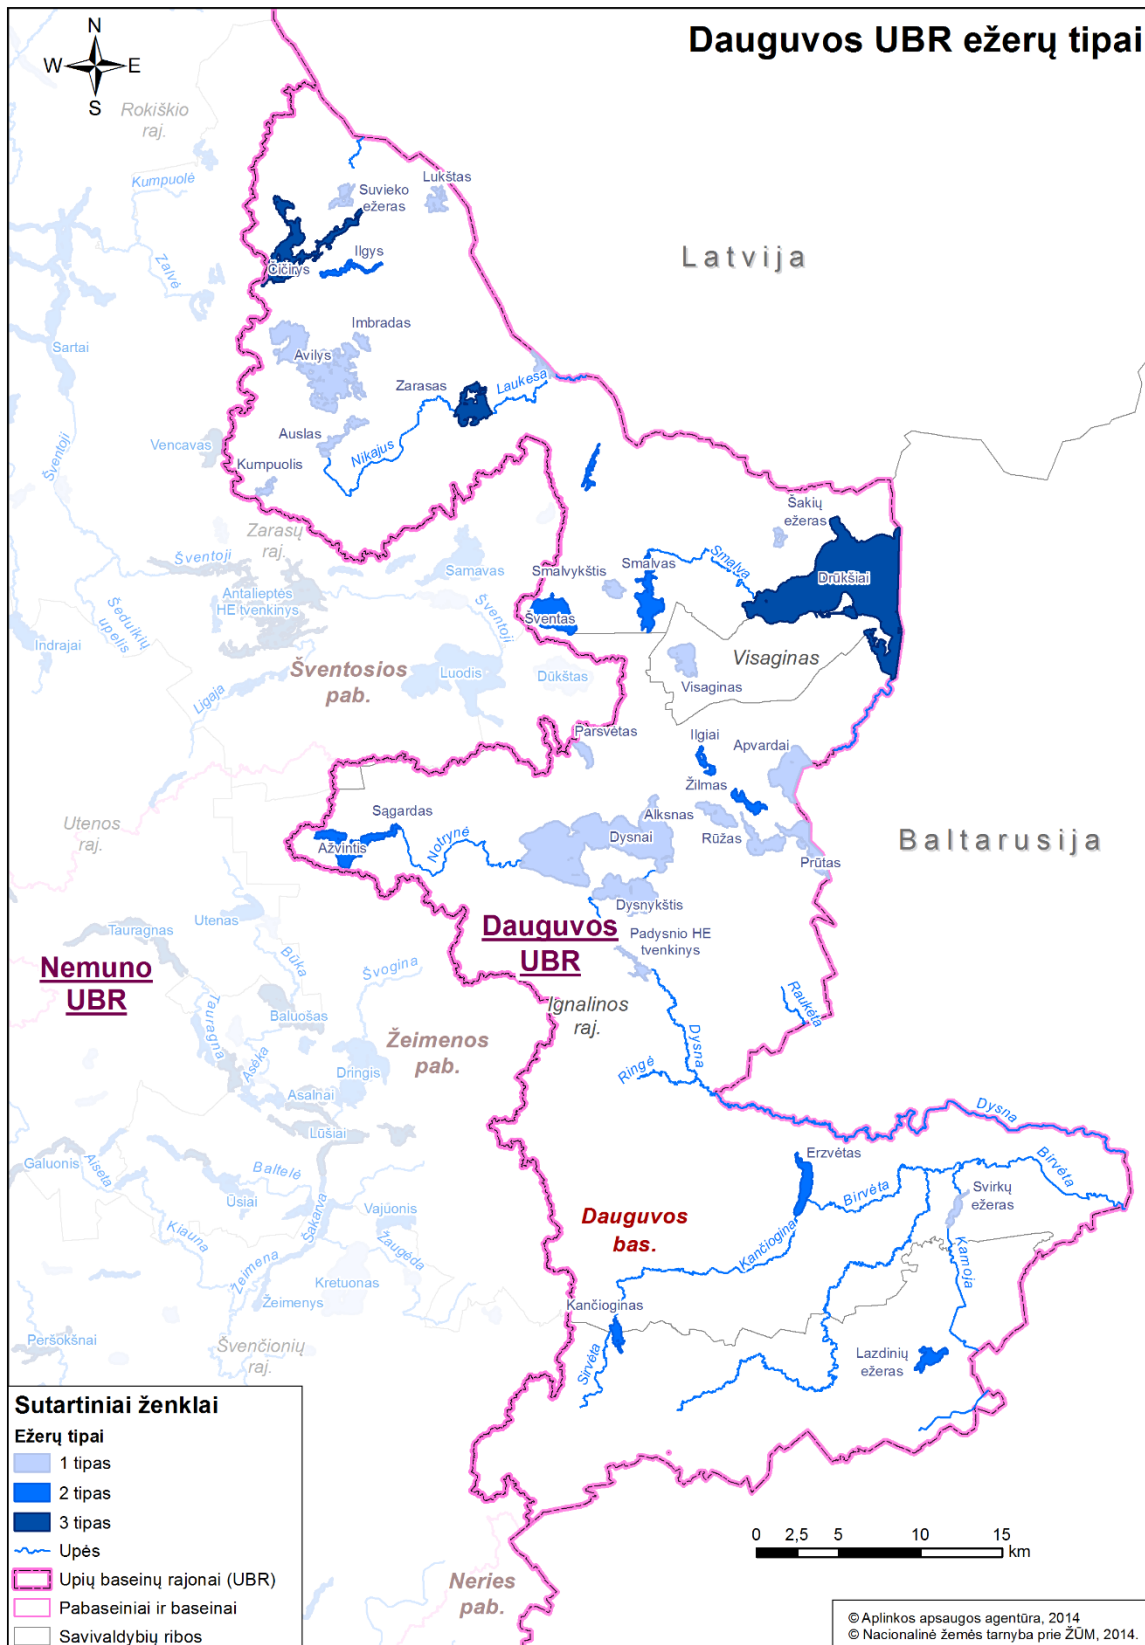 Dauguvos UBR ežerų tipai
N
W
E
S
Rokiškio
raj.
Kumpuolė
Zalvė
Sartai
Šventoji
Vencavas
Suvieko
ežeras
Lukštas
Čičirys
Ilgys
Imbradas
Avilys
Zarasas
Laukesa
Auslas
Nikajus
Kumpuolis
Latvija
Zarasų
raj.
Šventoji
Antalieptės
HE tvenkinys
Samavas
Šventoji
Šeduikių
upelis
Indrajai
Ligaja
Šventosios
pab.
Luodis
Dūkštas
Šakių
ežeras
Smalvykštis
Smalvas
Smalva
Drūkšiai
Šventas
Visaginas
Visaginas
Parsvėtas
Ilgiai
Apvardai
Žilmas
Alksnas
Sągardas
Ažvintis
Notrynė
Dysnai
Rūžas
Prūtas
Baltarusija
Utenos
raj.
Dysnykštis
Utenas
Tauragnas
Būka
Švogina
Dauguvos
UBR
Padysnio HE
tvenkinys
Nemuno
UBR
Ignalinos
raj.
Raukėta
Tauragna
Baluošas
Asėka
Žeimenos
pab.
Dringis
Asalnai
Lūšiai
Dysna
Ringė
Dysna
Galuonis
Alseta
Baltelė
Ūsiai
Šakarva
Vajuonis
Kiauna
Žeimena
Žaugėda
Kretuonas
Žeimenys
Peršokšnai
Švenčionių
raj.
Erzvėtas
Birvėta
Birvėta
Svirkų
ežeras
Dauguvos
bas.
Kančiogina
Kamoja
Kančioginas
Sirvėta
Lazdinių
ežeras
Neries
pab.
Sutartiniai ženklai
Ežerų tipai
1 tipas
2 tipas
3 tipas
Upės
Upių baseinų rajonai (UBR)
Pabaseiniai ir baseinai
Savivaldybių ribos
0 2,5 5 10 15
km
© Aplinkos apsaugos agentūra, 2014
© Nacionalinė žemės tarnyba prie ŽŪM, 2014.